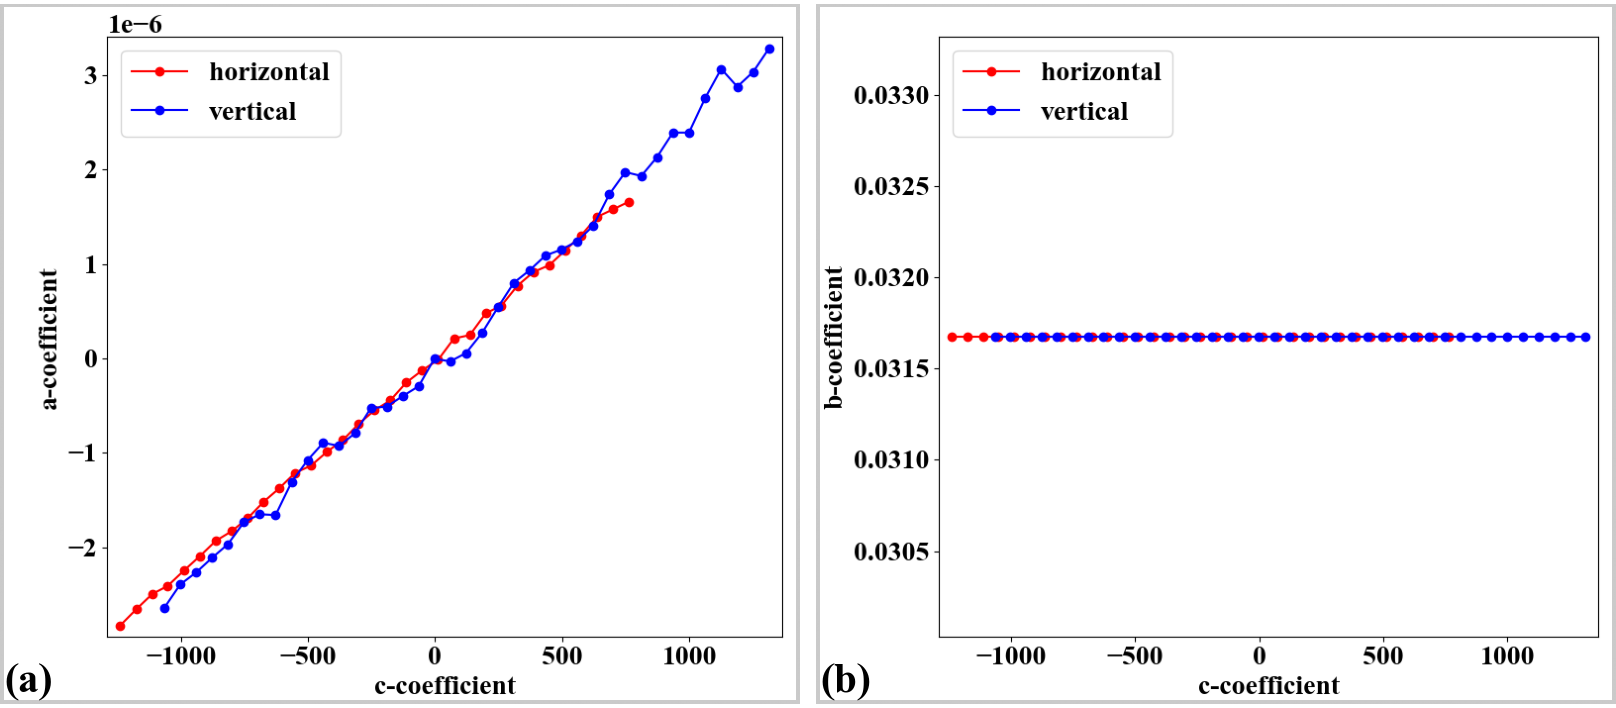 1e−6
horizontal
vertical
3
2
1
0
−1
−2
a-coefficient
−1000
−500
0
500
1000
c-coefficient
(a)
horizontal
vertical
0.0330
0.0325
0.0320
0.0315
0.0310
0.0305
b-coefficient
−1000
−500
0
500
1000
c-coefficient
(b)